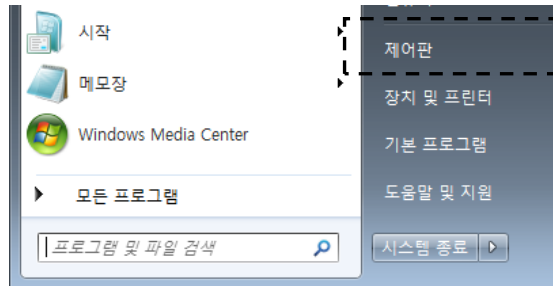 시작
메모장
Windows Media Center
모든 프로그램
프로그램 및 파일 검색
제어판
장치 및 프린터
기본 프로그램
도움말 및 지원
시스템 종료